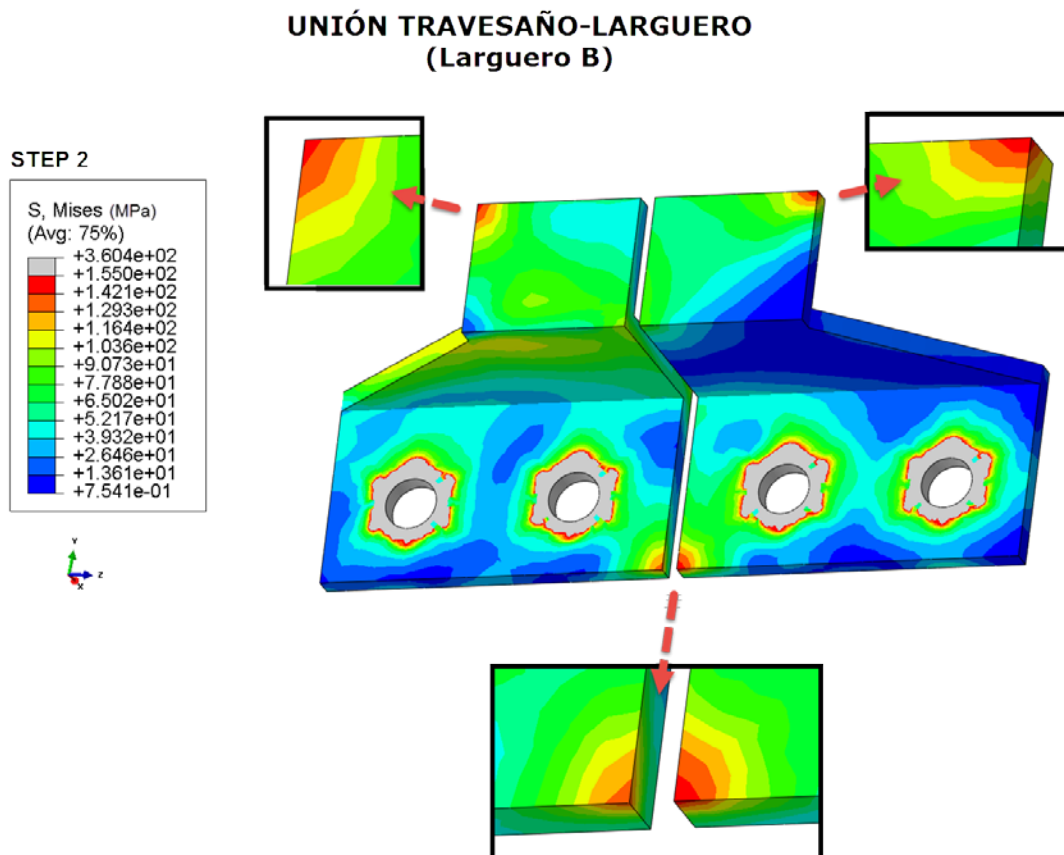 UNIÓN TRAVESAÑO-LARGUERO
(Larguero B)
STEP 2
S, Mises (MPa)
(Avg: 75%)
+3.604e+02
+1.550e+02
+1.421e+02
+1.293e+02
+1.164e+02
+1.036e+02
+9.073e+01
+7.788e+01
+6.502e+01
+5.217e+01
+3.932e+01
+2.646e+01
+1.361e+01
+7.541e-01
Y
Z
X